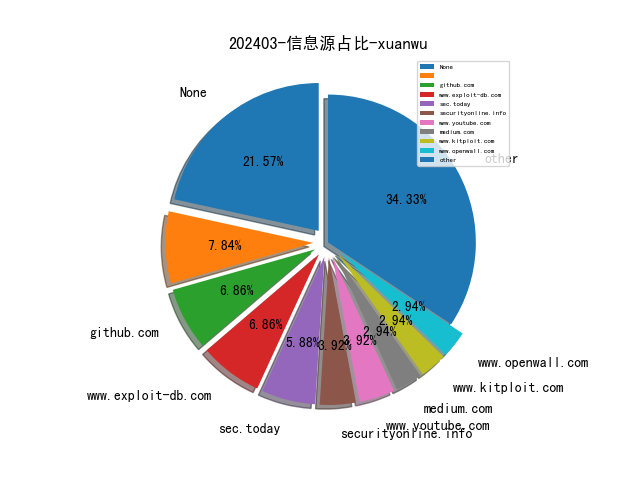 202403-信息源占比-xuanwu
None
github.com
www.exploit-db.com
sec.today
securityonline.info
www.youtube.com
medium.com
www.kitploit.com
www.openwall.com
other
None
other
21.57%
34.33%
7.84%
6.86%
6.86%
5.88%
3.92%
3.92%
2.94%
2.94%
2.94%
github.com
www.exploit-db.com
sec.today
securityonline.info
www.youtube.com
medium.com
www.kitploit.com
www.openwall.com